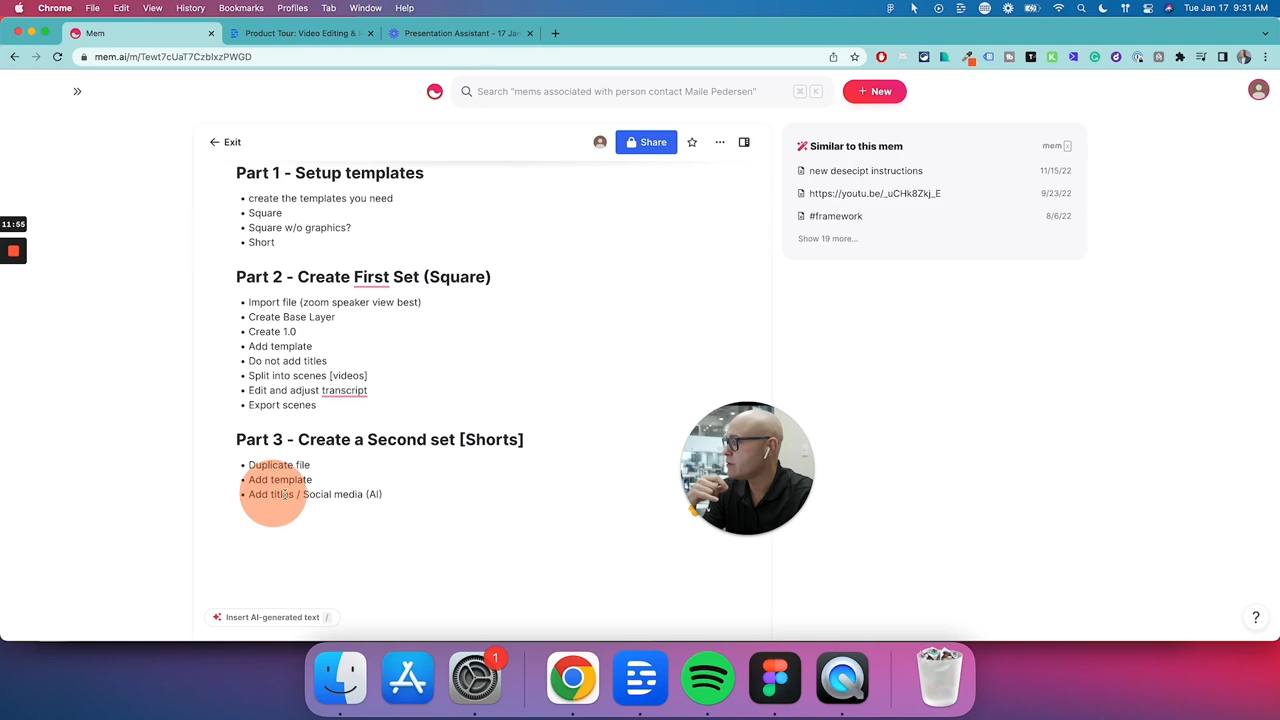 Chrome File Edit View History Bookmarks Profiles Tab Window Help
Tue Jan 17 9:31 AM
Mem
Product Tour: Video Editing &
Presentation Assistant – 17 Jan
mem.ai/m/Tewt7cUaT7CzbIxzPWGD
Search "mems associated with person contact Maile Pedersen"
K
+ New
Exit
Share
Part 1 - Setup templates
• create the templates you need
• Square
• Square w/o graphics?
• Short
Part 2 - Create First Set (Square)
• Import file (zoom speaker view best)
• Create Base Layer
• Create 1.0
• Add template
• Do not add titles
• Split into scenes [videos]
• Edit and adjust transcript
• Export scenes
Part 3 - Create a Second set [Shorts]
• Duplicate file
• Add template
• Add titles / Social media (AI)
Similar to this mem
mem x
new desecipt instructions 11/15/22
https://youtu.be/_uCHk8Zkj_E 9/23/22
#framework 8/6/22
Show 19 more...
11:55
Insert AI-generated text /
?
1